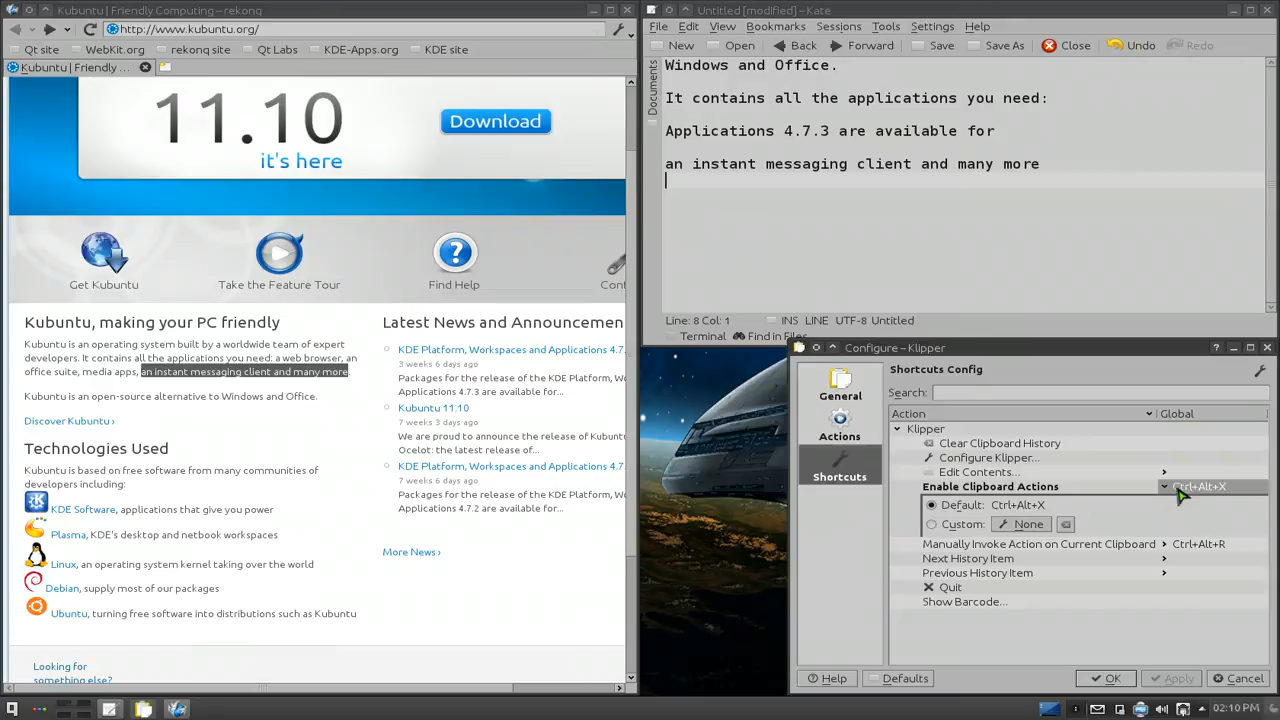 Kubuntu | Friendly Computing – rekonq
http://www.kubuntu.org/
Qt site WebKit.org rekonq site Qt Labs KDE-Apps.org KDE site
Kubuntu | Friendly ...
11.10
it's here
Download
Get Kubuntu
Take the Feature Tour
Find Help
Kubuntu, making your PC friendly
Kubuntu is an operating system built by a worldwide team of expert
developers. It contains all the applications you need: a web browser, an
office suite, media apps, an instant messaging client and many more.
Kubuntu is an open-source alternative to Windows and Office.
Discover Kubuntu ›
Technologies Used
Kubuntu is based on free software from many communities of
developers including:
KDE Software, applications that give you power
Plasma, KDE's desktop and netbook workspaces
Linux, an operating system kernel taking over the world
Debian, supply most of our packages
Ubuntu, turning free software into distributions such as Kubuntu
Looking for
something else?
Latest News and Announcemen
KDE Platform, Workspaces and Applications 4.7.
3 weeks 6 days ago
Packages for the release of the KDE Platform, W
Applications 4.7.3 are available for...
Kubuntu 11.10
7 weeks 3 days ago
We are proud to announce the release of Kubunt
Ocelot: the latest release of...
KDE Platform, Workspaces and Applications 4.7.
7 weeks 6 days ago
Packages for the release of the KDE Platform, W
Applications 4.7.2 are available for...
More News ›
Untitled [modified] – Kate
File Edit View Bookmarks Sessions Tools Settings Help
New Open Back Forward Save Save As Close Undo Redo
Documents
Windows and Office.
It contains all the applications you need:
Applications 4.7.3 are available for
an instant messaging client and many more
Line: 8 Col: 1 INS LINE UTF-8 Untitled
Terminal Find in Files
Configure – Klipper
General
Actions
Shortcuts
Shortcuts Config
Search:
Action Global
Klipper
Clear Clipboard History
Configure Klipper...
Edit Contents...
Enable Clipboard Actions Ctrl+Alt+X
Default: Ctrl+Alt+X
Custom: None
Manually Invoke Action on Current Clipboard Ctrl+Alt+R
Next History Item
Previous History Item
Quit
Show Barcode...
Help Defaults OK Apply Cancel
02:10 PM